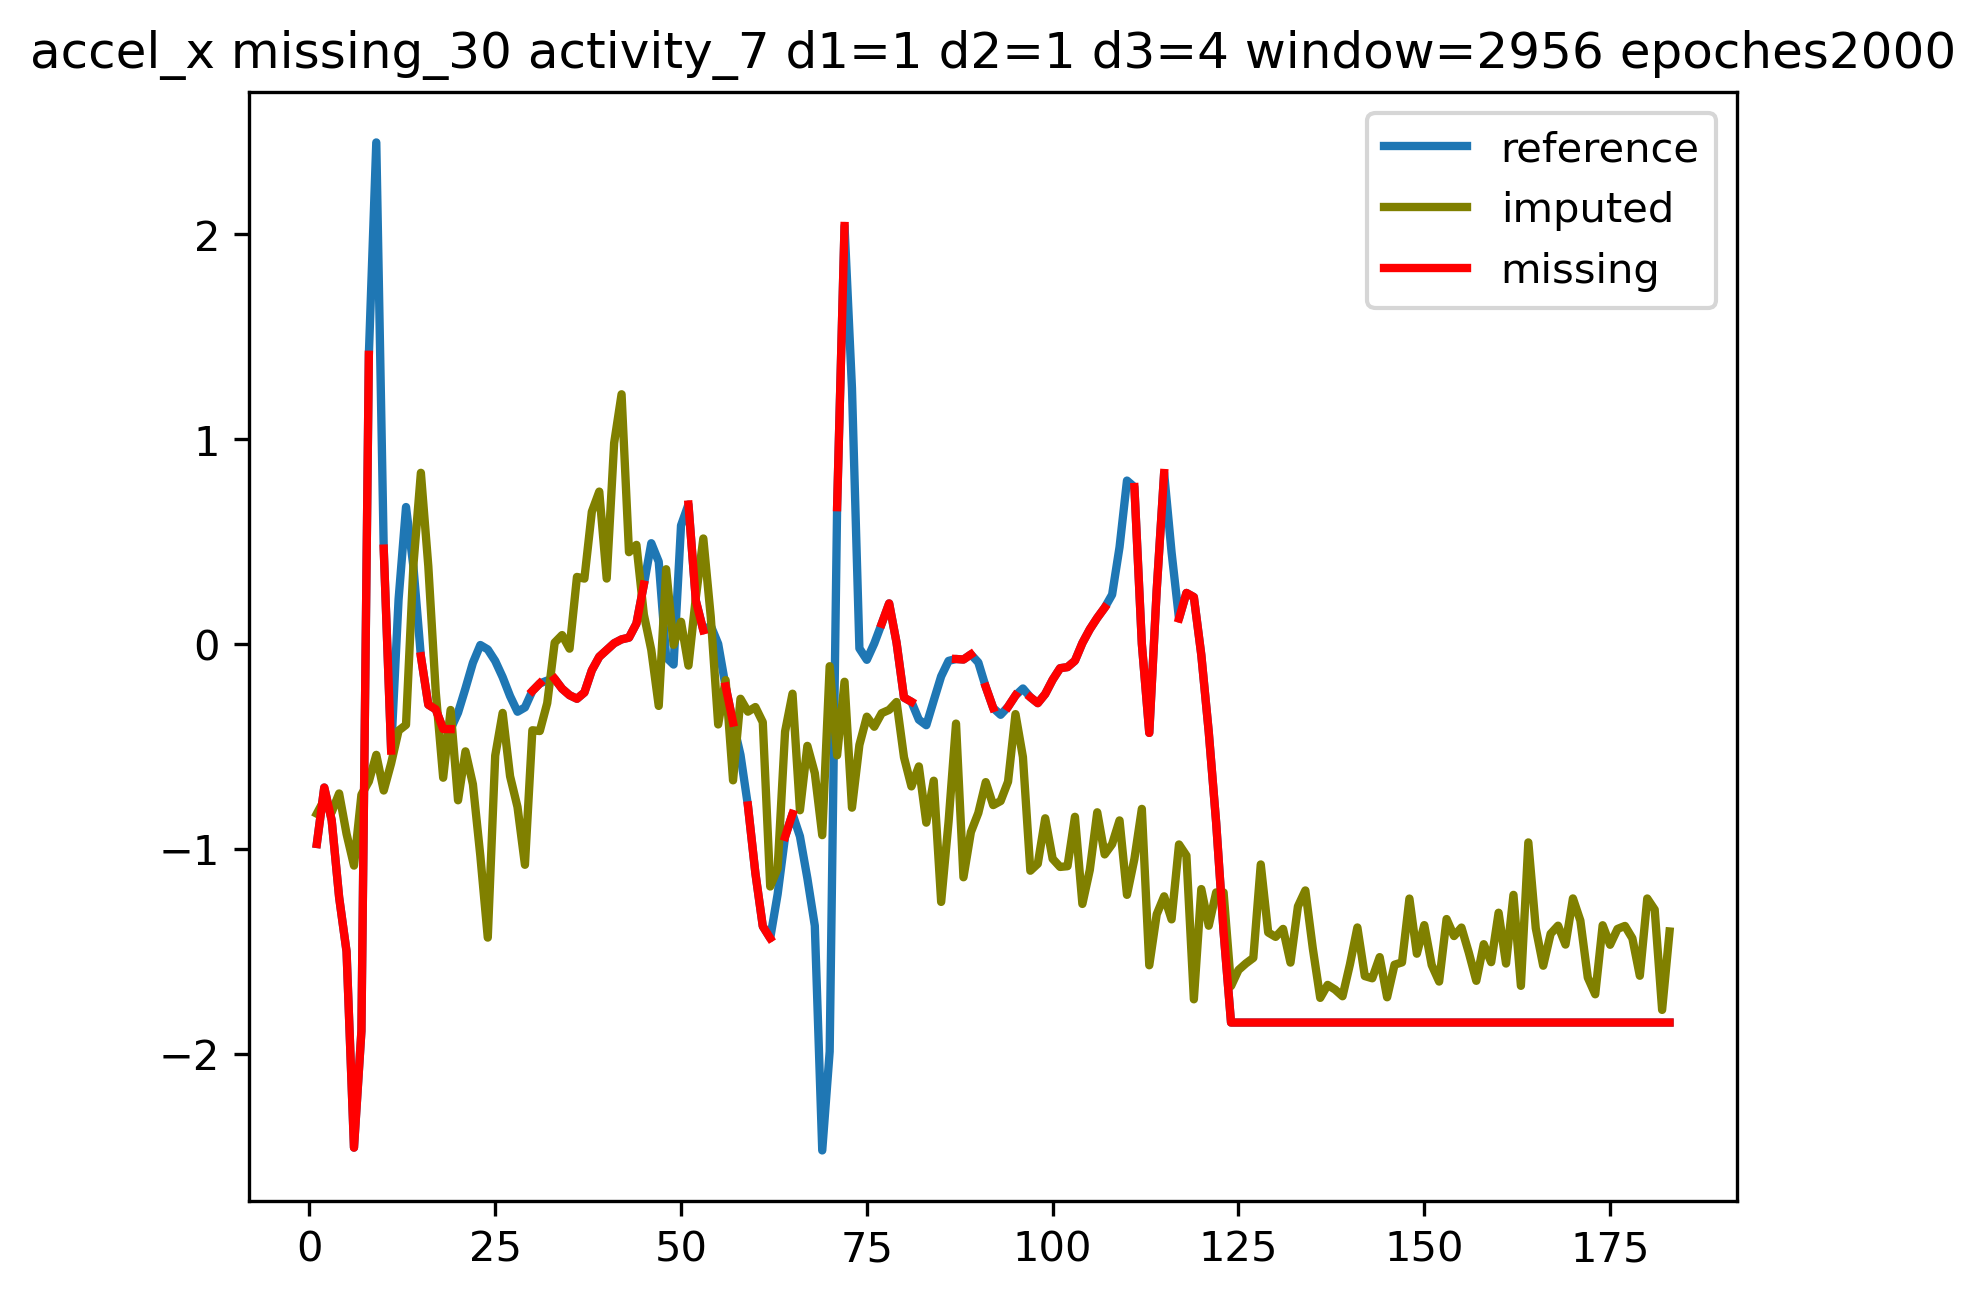 accel_x missing_30 activity_7 d1=1 d2=1 d3=4 window=2956 epoches2000
reference
imputed
missing
2
1
0
−1
−2
0 25 50 75 100 125 150 175